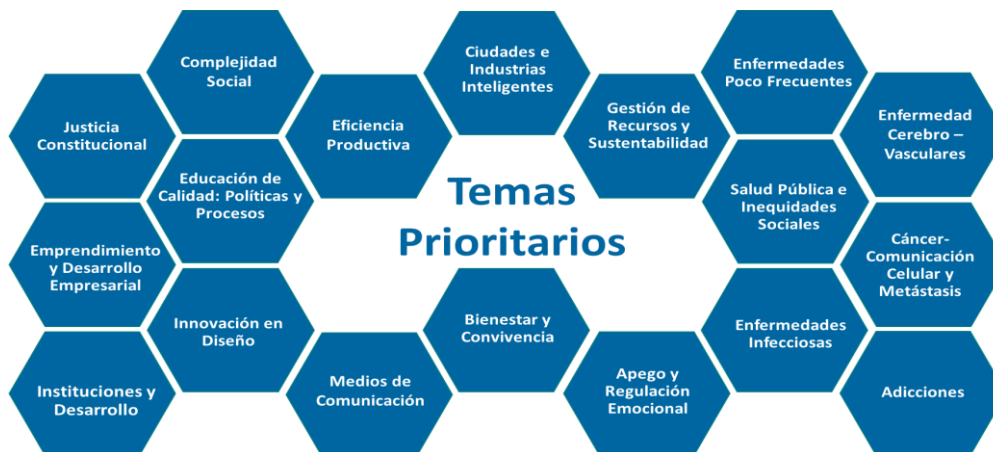 Complejidad
Social
Ciudades e
Industrias
Inteligentes
Enfermedades
Poco Frecuentes
Justicia
Constitucional
Eficiencia
Productiva
Gestión de
Recursos y
Sustentabilidad
Enfermedad
Cerebro –
Vasculares
Educación de
Calidad: Políticas y
Procesos
Temas
Prioritarios
Salud Pública e
Inequidades
Sociales
Emprendimiento
y Desarrollo
Empresarial
Cáncer-
Comunicación
Celular y
Metástasis
Innovación en
Diseño
Bienestar y
Convivencia
Enfermedades
Infecciosas
Instituciones y
Desarrollo
Medios de
Comunicación
Apego y
Regulación
Emocional
Adicciones